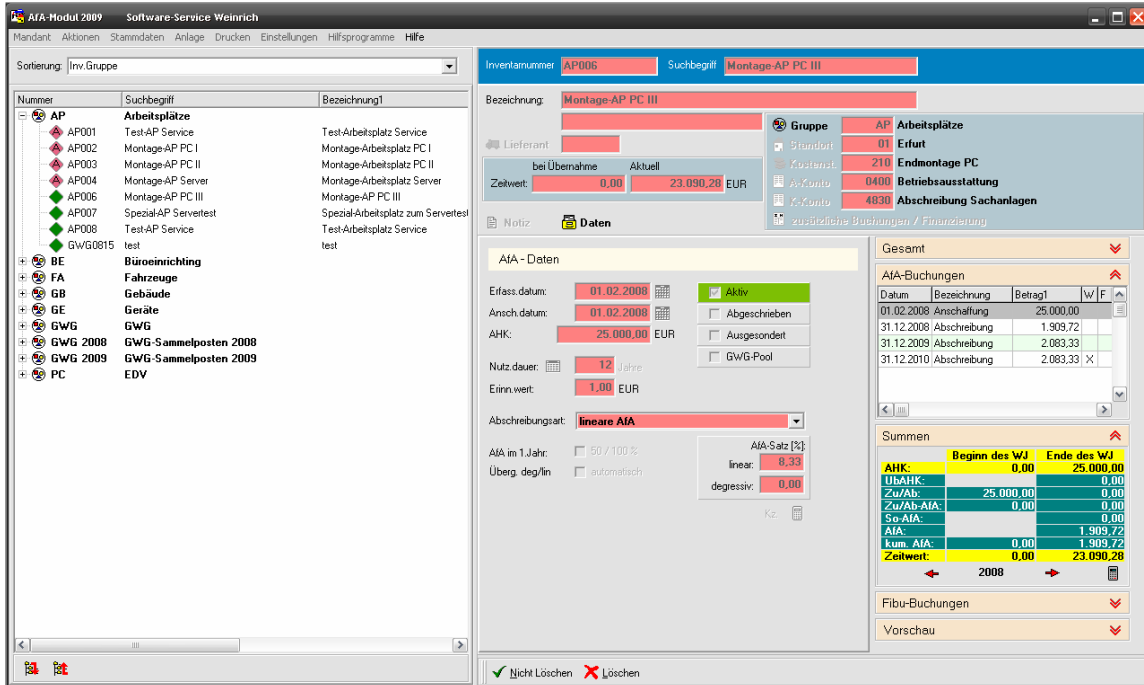 AfA-Modul 2009 Software-Service Weinrich
Mandant Aktionen Stammdaten Anlage Drucken Einstellungen Hilfsprogramme Hilfe
Sortierung: Inv.Gruppe
Nummer Suchbegriff Bezeichnung1
AP Arbeitsplätze
AP001 Test-AP Service Test-Arbeitsplatz Service
AP002 Montage-AP PC I Montage-Arbeitsplatz PC I
AP003 Montage-AP PC II Montage-Arbeitsplatz PC II
AP004 Montage-AP Server Montage-Arbeitsplatz Server
AP006 Montage-AP PC III Montage-AP PC III
AP007 Spezial-AP Servertest Spezial-Arbeitsplatz zum Servertest
AP008 Test-AP Service Test-Arbeitsplatz Service
GWG0815 test test
BE Büroeinrichting
FA Fahrzeuge
GB Gebäude
GE Geräte
GWG GWG
GWG 2008 GWG-Sammelposten 2008
GWG 2009 GWG-Sammelposten 2009
PC EDV
Inventarnummer AP006 Suchbegriff Montage-AP PC III
Bezeichnung: Montage-AP PC III
Lieferant
bei Übernahme Aktuell
Zeitwert: 0,00 23.090,28 EUR
Notiz Daten
Gruppe AP Arbeitsplätze
Standort 01 Erfurt
Kostenst. 210 Endmontage PC
A-Konto 0400 Betriebsausstattung
K-Konto 4830 Abschreibung Sachanlagen
zusätzliche Buchungen / Finanzierung
AfA - Daten
Erfass.datum: 01.02.2008
Ansch.datum: 01.02.2008
AHK: 25.000,00 EUR
Nutz.dauer: 12 Jahre
Erinn.wert: 1,00 EUR
Aktiv
Abgeschrieben
Ausgesondert
GWG-Pool
Abschreibungsart: lineare AfA
AfA im 1.Jahr: 50 / 100 %
Überg. deg/lin automatisch
AfA-Satz [%]:
linear: 8,33
degressiv: 0,00
Kz.
Gesamt
AfA-Buchungen
Datum Bezeichnung Betrag1 W F
01.02.2008 Anschaffung 25.000,00
31.12.2008 Abschreibung 1.909,72
31.12.2009 Abschreibung 2.083,33
31.12.2010 Abschreibung 2.083,33 X
Summen
Beginn des WJ Ende des WJ
AHK: 0,00 25.000,00
UbAHK: 0,00
Zu/Ab: 25.000,00 0,00
Zu/Ab-AfA: 0,00 0,00
So-AfA: 0,00
AfA: 1.909,72
kum. AfA: 0,00 1.909,72
Zeitwert: 0,00 23.090,28
2008
Fibu-Buchungen
Vorschau
Nicht Löschen Löschen